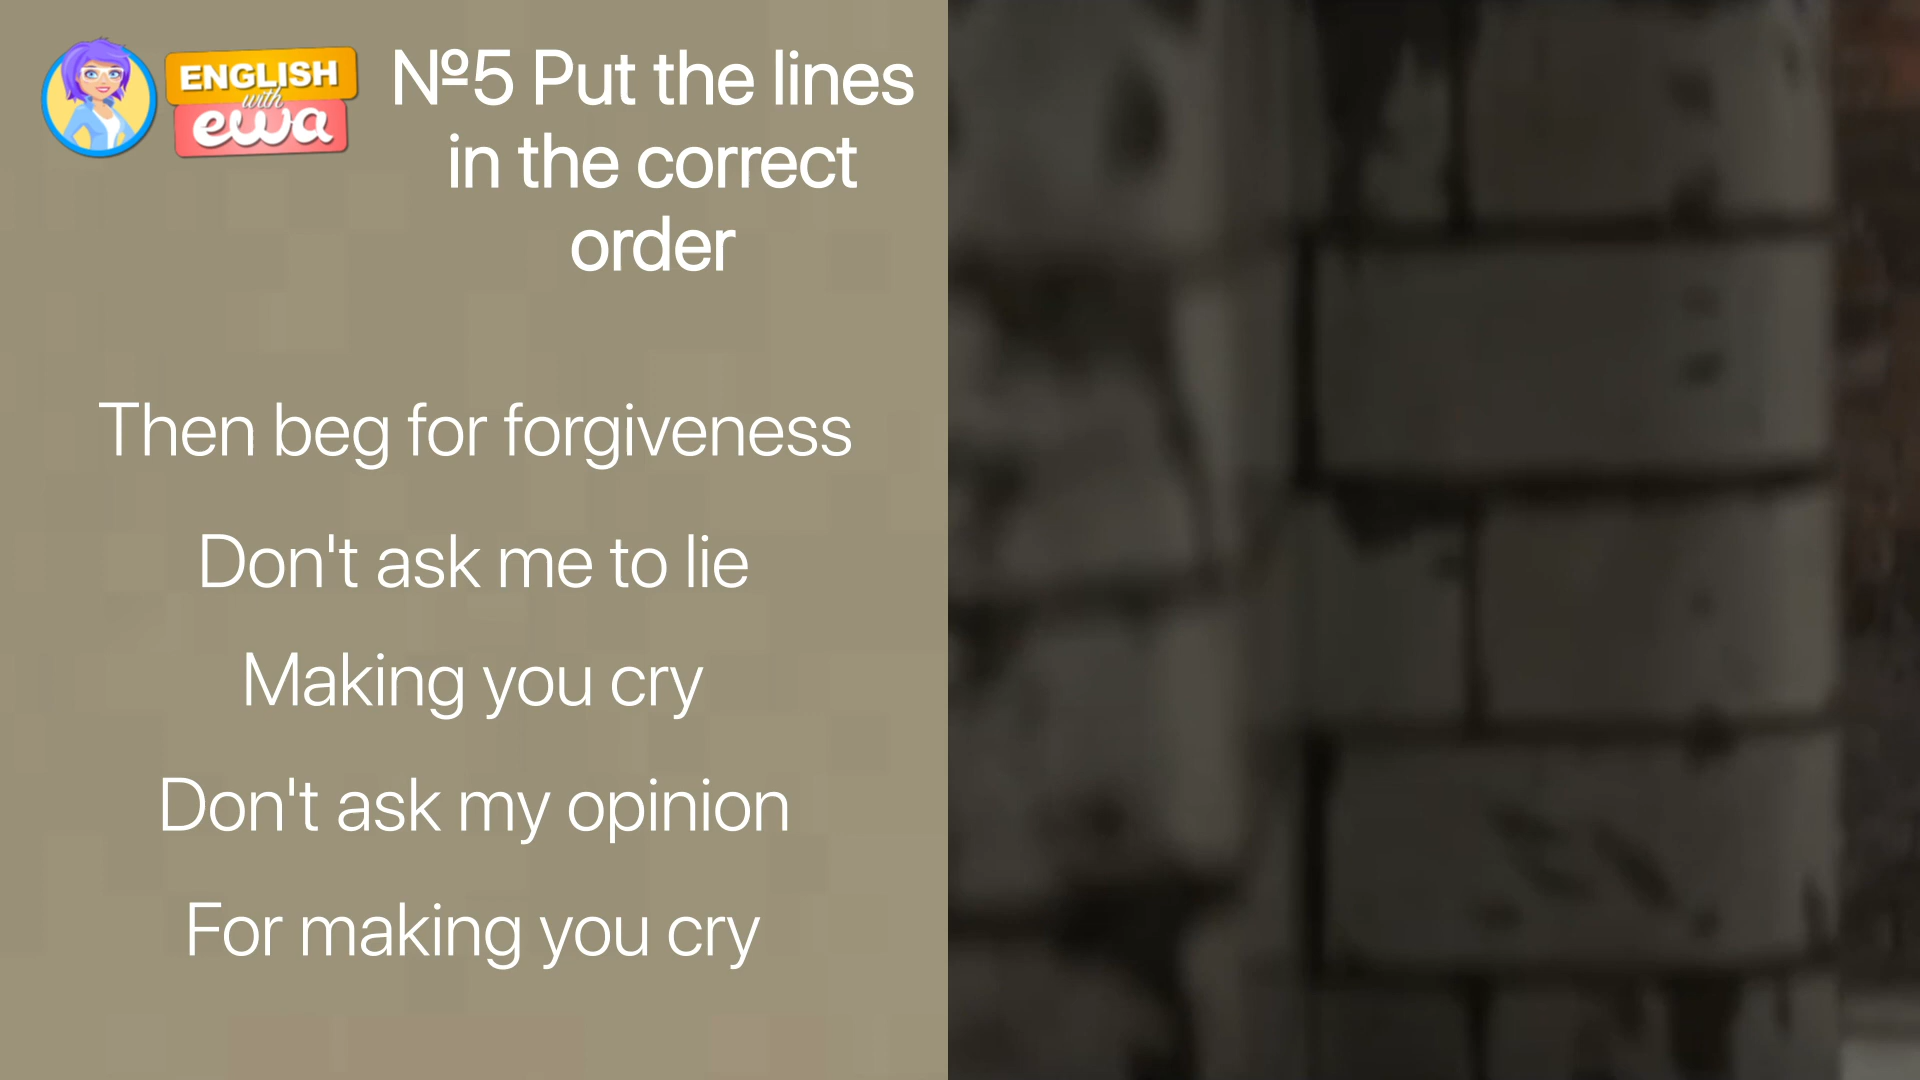 ENGLISH
with
ewa
Nº5 Put the lines
in the correct
order
Then beg for forgiveness
Don't ask me to lie
Making you cry
Don't ask my opinion
For making you cry